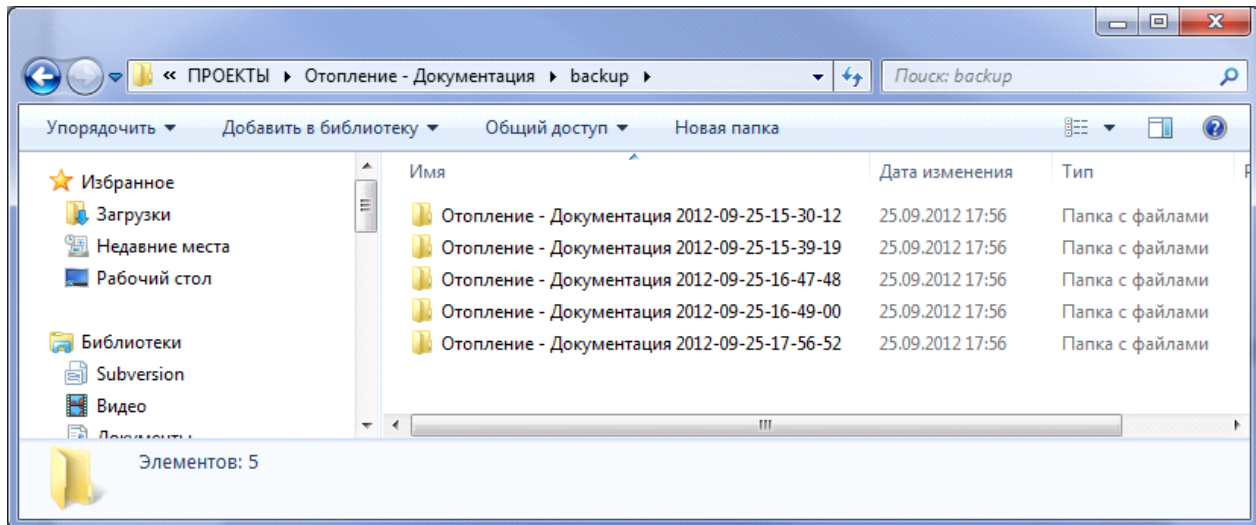 « ПРОЕКТЫ ▸ Отопление - Документация ▸ backup ▸ Поиск: backup
Упорядочить ▾ Добавить в библиотеку ▾ Общий доступ ▾ Новая папка
Избранное
Загрузки
Недавние места
Рабочий стол
Библиотеки
Subversion
Видео
Документы
Имя Дата изменения Тип
Отопление - Документация 2012-09-25-15-30-12 25.09.2012 17:56 Папка с файлами
Отопление - Документация 2012-09-25-15-39-19 25.09.2012 17:56 Папка с файлами
Отопление - Документация 2012-09-25-16-47-48 25.09.2012 17:56 Папка с файлами
Отопление - Документация 2012-09-25-16-49-00 25.09.2012 17:56 Папка с файлами
Отопление - Документация 2012-09-25-17-56-52 25.09.2012 17:56 Папка с файлами
Элементов: 5